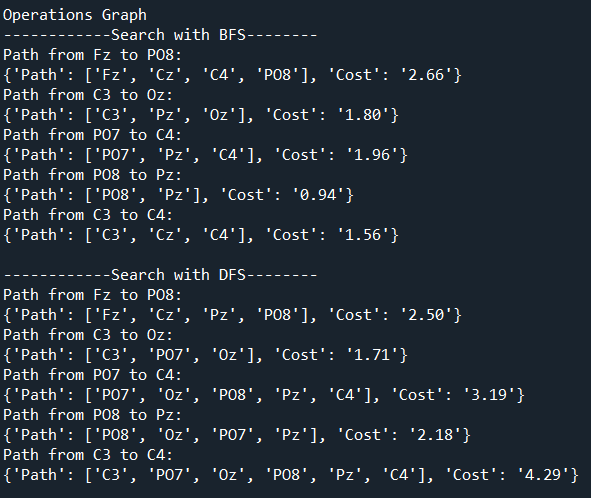 Operations Graph
------------Search with BFS--------
Path from Fz to PO8:
{'Path': ['Fz', 'Cz', 'C4', 'PO8'], 'Cost': '2.66'}
Path from C3 to Oz:
{'Path': ['C3', 'Pz', 'Oz'], 'Cost': '1.80'}
Path from PO7 to C4:
{'Path': ['PO7', 'Pz', 'C4'], 'Cost': '1.96'}
Path from PO8 to Pz:
{'Path': ['PO8', 'Pz'], 'Cost': '0.94'}
Path from C3 to C4:
{'Path': ['C3', 'Cz', 'C4'], 'Cost': '1.56'}
------------Search with DFS--------
Path from Fz to PO8:
{'Path': ['Fz', 'Cz', 'Pz', 'PO8'], 'Cost': '2.50'}
Path from C3 to Oz:
{'Path': ['C3', 'PO7', 'Oz'], 'Cost': '1.71'}
Path from PO7 to C4:
{'Path': ['PO7', 'Oz', 'PO8', 'Pz', 'C4'], 'Cost': '3.19'}
Path from PO8 to Pz:
{'Path': ['PO8', 'Oz', 'PO7', 'Pz'], 'Cost': '2.18'}
Path from C3 to C4:
{'Path': ['C3', 'PO7', 'Oz', 'PO8', 'Pz', 'C4'], 'Cost': '4.29'}